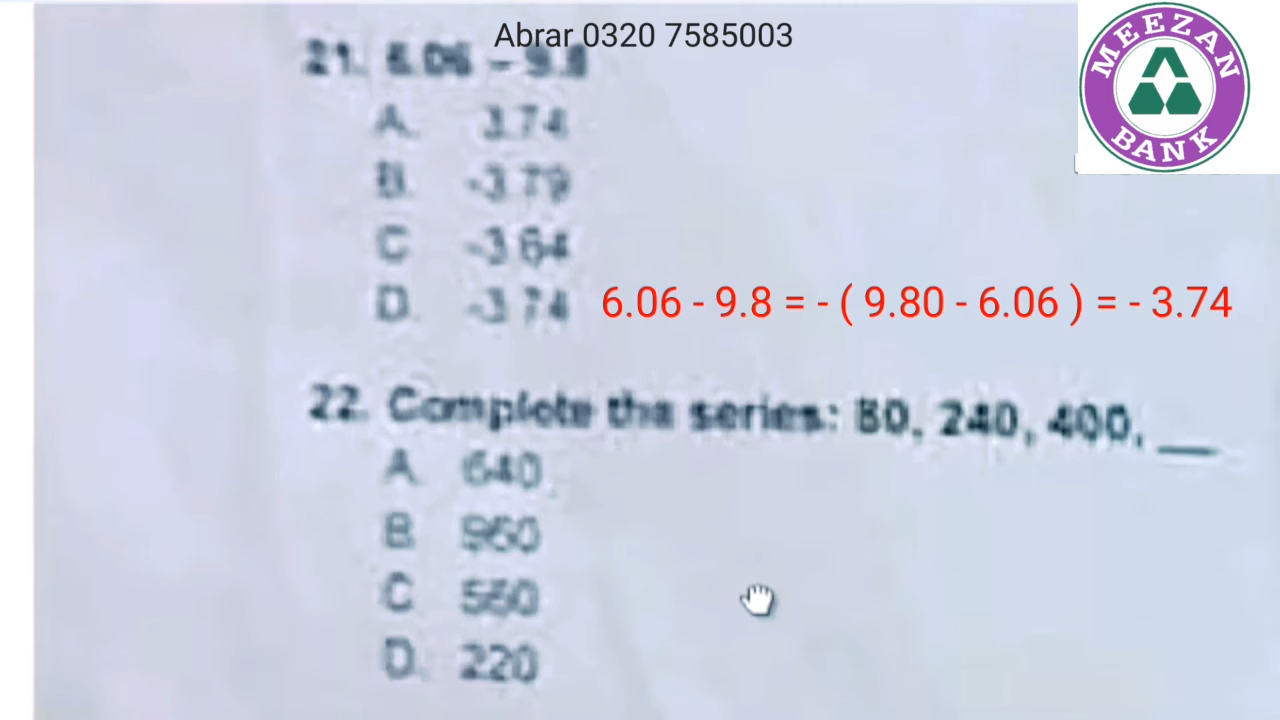 Abrar 0320 7585003
MEEZAN BANK
21. 6.06 - 9.8
A. 3.74
B. -3.79
C -3.64
D. -3.74 6.06 - 9.8 = - ( 9.80 - 6.06 ) = - 3.74
22. Complete the series: 80, 240, 400, __
A. 640
B. 960
C 560
D. 220